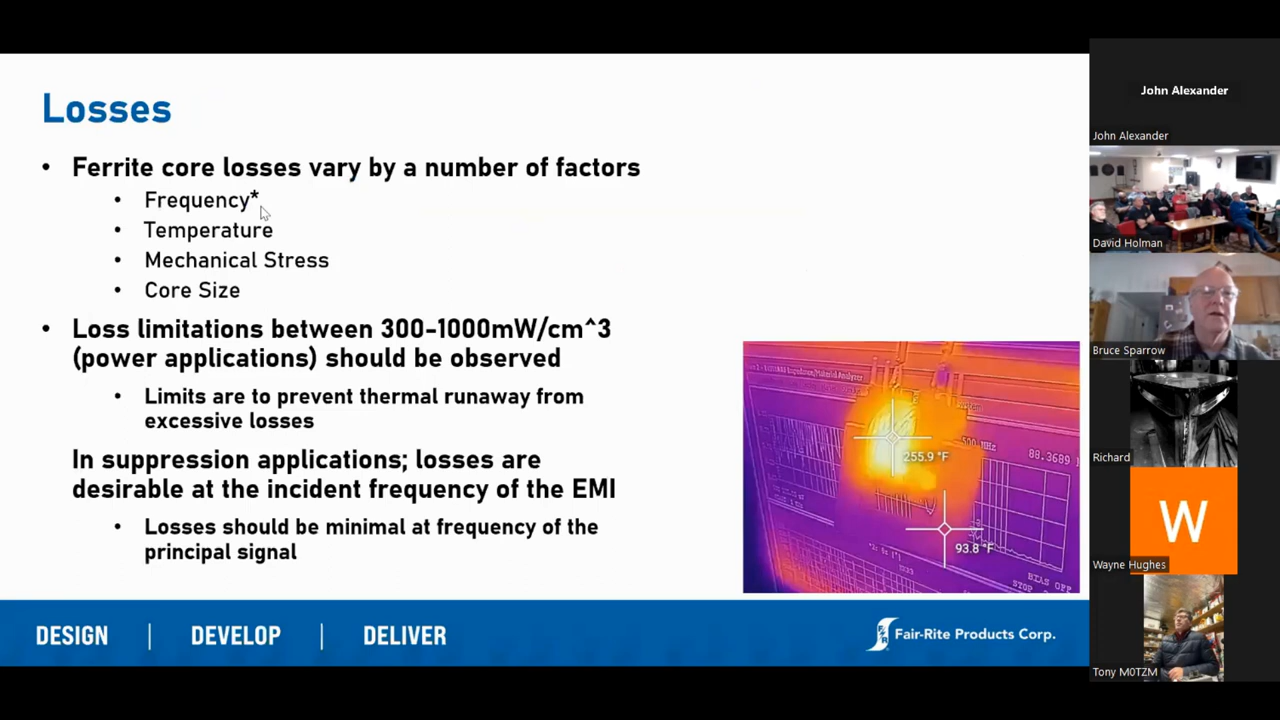 Losses
• Ferrite core losses vary by a number of factors
• Frequency*
• Temperature
• Mechanical Stress
• Core Size
• Loss limitations between 300-1000mW/cm^3
(power applications) should be observed
• Limits are to prevent thermal runaway from
excessive losses
In suppression applications; losses are
desirable at the incident frequency of the EMI
• Losses should be minimal at frequency of the
principal signal
255.9 °F
500 MHz
88.3689
93.8 °F
BIAS OFF
DESIGN | DEVELOP | DELIVER
Fair-Rite Products Corp.
John Alexander
John Alexander
David Holman
Bruce Sparrow
Richard
W
Wayne Hughes
Tony M0TZM